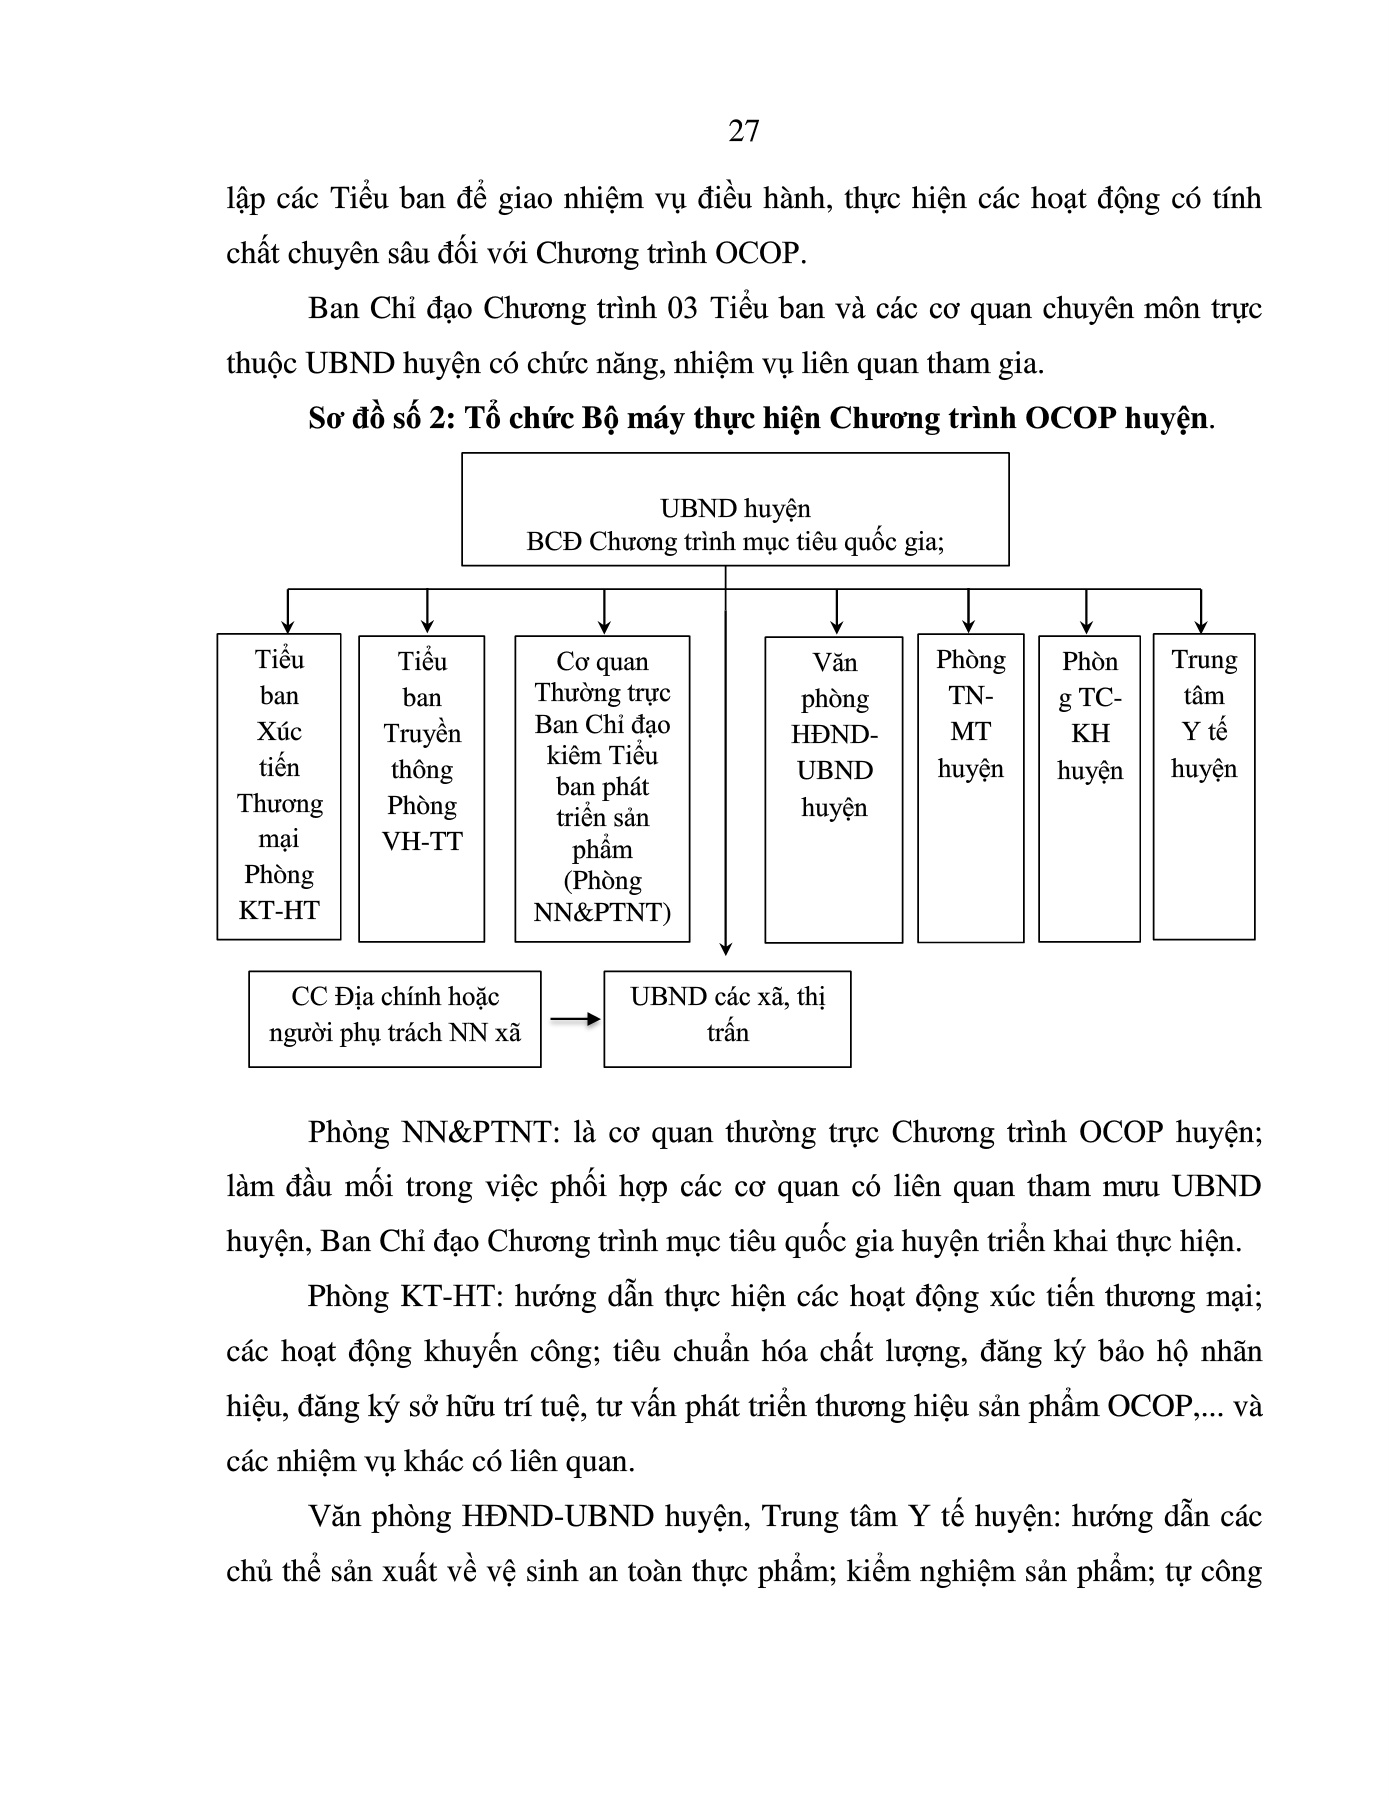 27
lập các Tiểu ban để giao nhiệm vụ điều hành, thực hiện các hoạt động có tính
chất chuyên sâu đối với Chương trình OCOP.
Ban Chỉ đạo Chương trình 03 Tiểu ban và các cơ quan chuyên môn trực
thuộc UBND huyện có chức năng, nhiệm vụ liên quan tham gia.
Sơ đồ số 2: Tổ chức Bộ máy thực hiện Chương trình OCOP huyện.
UBND huyện
BCĐ Chương trình mục tiêu quốc gia;
Tiểu
ban
Xúc
tiến
Thương
mại
Phòng
KT-HT
Tiểu
ban
Truyền
thông
Phòng
VH-TT
Cơ quan
Thường trực
Ban Chỉ đạo
kiêm Tiểu
ban phát
triển sản
phẩm
(Phòng
NN&PTNT)
Văn
phòng
HĐND-
UBND
huyện
Phòng
TN-
MT
huyện
Phòn
g TC-
KH
huyện
Trung
tâm
Y tế
huyện
CC Địa chính hoặc
người phụ trách NN xã
UBND các xã, thị
trấn
Phòng NN&PTNT: là cơ quan thường trực Chương trình OCOP huyện;
làm đầu mối trong việc phối hợp các cơ quan có liên quan tham mưu UBND
huyện, Ban Chỉ đạo Chương trình mục tiêu quốc gia huyện triển khai thực hiện.
Phòng KT-HT: hướng dẫn thực hiện các hoạt động xúc tiến thương mại;
các hoạt động khuyến công; tiêu chuẩn hóa chất lượng, đăng ký bảo hộ nhãn
hiệu, đăng ký sở hữu trí tuệ, tư vấn phát triển thương hiệu sản phẩm OCOP,... và
các nhiệm vụ khác có liên quan.
Văn phòng HĐND-UBND huyện, Trung tâm Y tế huyện: hướng dẫn các
chủ thể sản xuất về vệ sinh an toàn thực phẩm; kiểm nghiệm sản phẩm; tự công